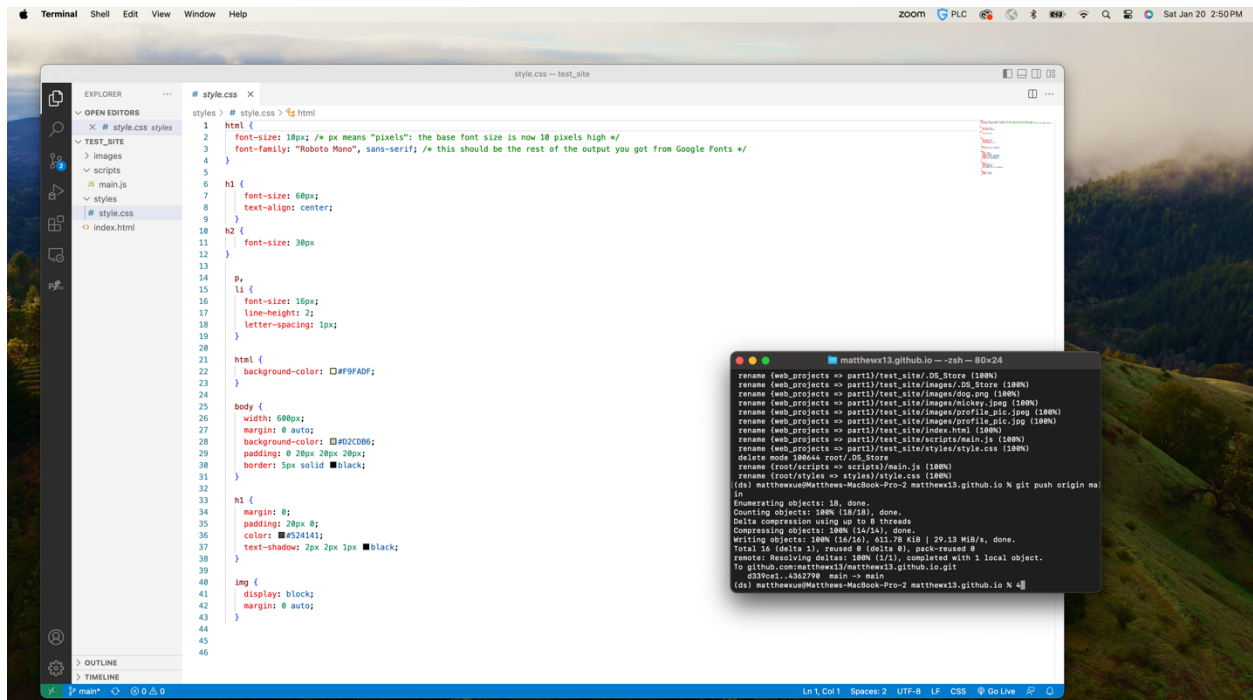 Terminal Shell Edit View Window Help
zoom PLC Sat Jan 20 2:50 PM
style.css — test_site
EXPLORER
OPEN EDITORS
# style.css styles
TEST_SITE
images
scripts
JS main.js
styles
# style.css
index.html
OUTLINE
TIMELINE
2
# style.css
styles > # style.css > html
1 html {
2 font-size: 10px; /* px means "pixels": the base font size is now 10 pixels high */
3 font-family: "Roboto Mono", sans-serif; /* this should be the rest of the output you got from Google Fonts */
4 }
5
6 h1 {
7 font-size: 60px;
8 text-align: center;
9 }
10 h2 {
11 font-size: 30px
12 }
13
14 p,
15 li {
16 font-size: 16px;
17 line-height: 2;
18 letter-spacing: 1px;
19 }
20
21 html {
22 background-color: #F9FADF;
23 }
24
25 body {
26 width: 600px;
27 margin: 0 auto;
28 background-color: #D2CDB6;
29 padding: 0 20px 20px 20px;
30 border: 5px solid black;
31 }
32
33 h1 {
34 margin: 0;
35 padding: 20px 0;
36 color: #524141;
37 text-shadow: 2px 2px 1px black;
38 }
39
40 img {
41 display: block;
42 margin: 0 auto;
43 }
44
45
46
matthewx13.github.io — -zsh — 80×24
rename {web_projects => part1}/test_site/.DS_Store (100%)
rename {web_projects => part1}/test_site/images/.DS_Store (100%)
rename {web_projects => part1}/test_site/images/dog.png (100%)
rename {web_projects => part1}/test_site/images/mickey.jpeg (100%)
rename {web_projects => part1}/test_site/images/profile_pic.jpeg (100%)
rename {web_projects => part1}/test_site/images/profile_pic.jpg (100%)
rename {web_projects => part1}/test_site/index.html (100%)
rename {web_projects => part1}/test_site/scripts/main.js (100%)
rename {web_projects => part1}/test_site/styles/style.css (100%)
delete mode 100644 root/.DS_Store
rename {root/scripts => scripts}/main.js (100%)
rename {root/styles => styles}/style.css (100%)
(ds) matthewxue@Matthews-MacBook-Pro-2 matthewx13.github.io % git push origin ma
in
Enumerating objects: 18, done.
Counting objects: 100% (18/18), done.
Delta compression using up to 8 threads
Compressing objects: 100% (14/14), done.
Writing objects: 100% (16/16), 611.78 KiB | 29.13 MiB/s, done.
Total 16 (delta 1), reused 0 (delta 0), pack-reused 0
remote: Resolving deltas: 100% (1/1), completed with 1 local object.
To github.com:matthewx13/matthewx13.github.io.git
d339ce1..4362790 main -> main
(ds) matthewxue@Matthews-MacBook-Pro-2 matthewx13.github.io % 4
main* 0 0 Ln 1, Col 1 Spaces: 2 UTF-8 LF CSS Go Live